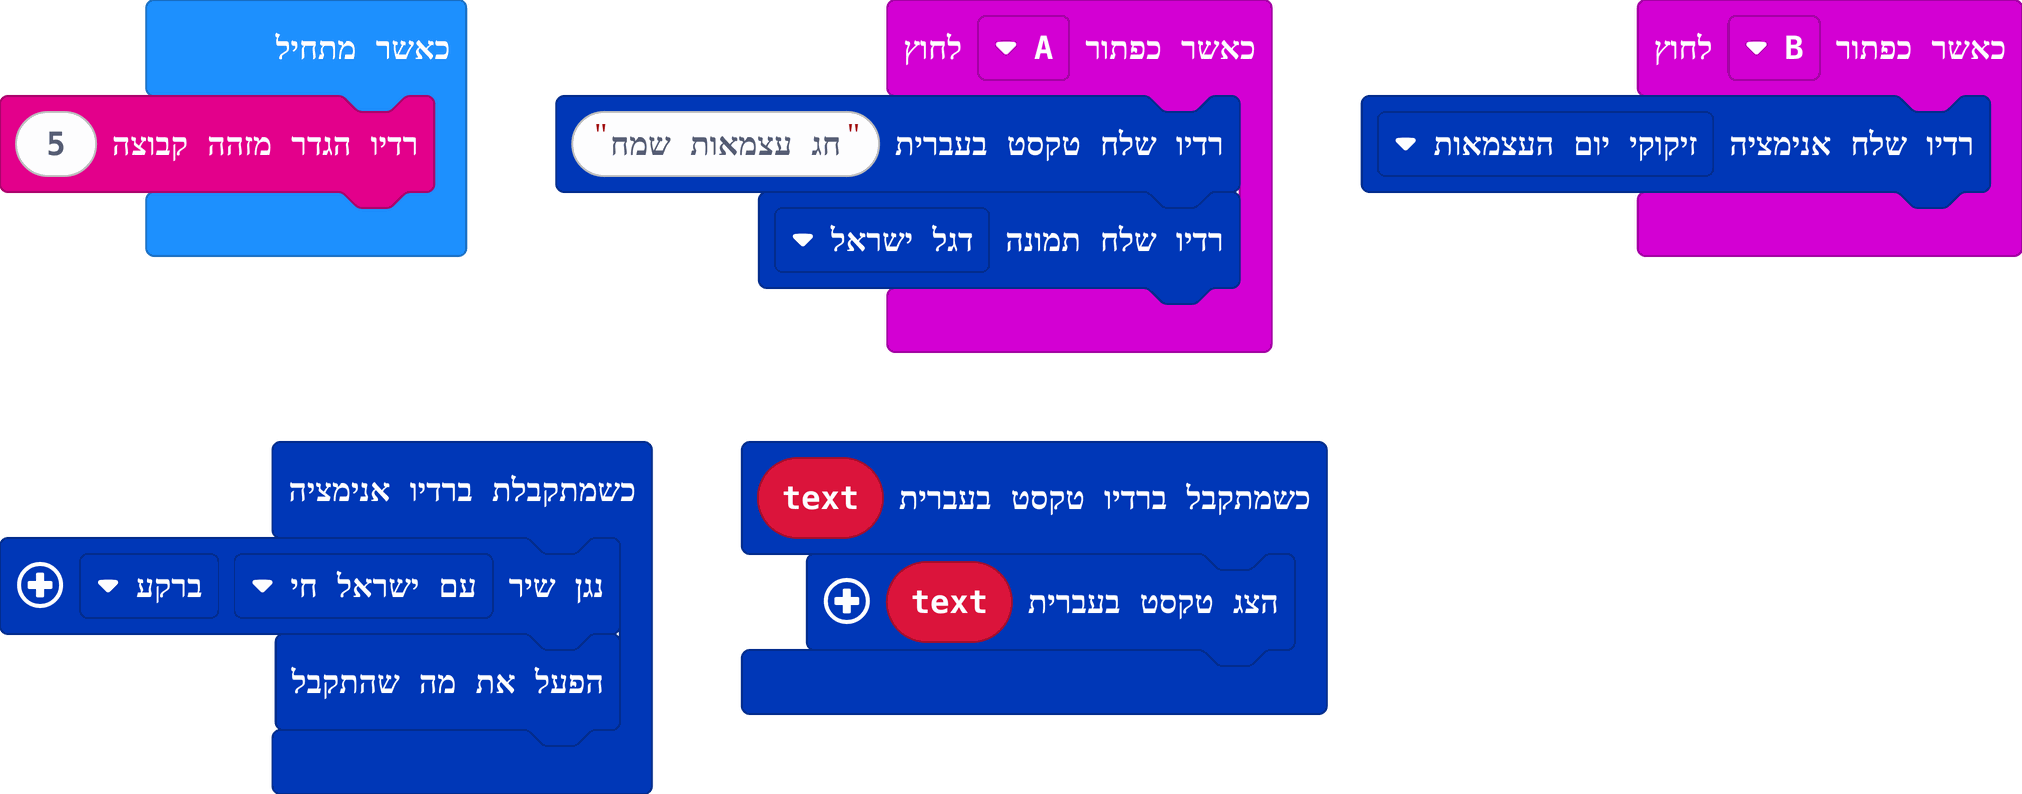 כאשר מתחיל
רדיו הגדר מזהה קבוצה 5
כאשר כפתור A לחוץ
רדיו שלח טקסט בעברית "חג עצמאות שמח"
רדיו שלח תמונה דגל ישראל
כאשר כפתור B לחוץ
רדיו שלח אנימציה זיקוקי יום העצמאות
כשמתקבלת ברדיו אנימציה
נגן שיר עם ישראל חי ברקע
הפעל את מה שהתקבל
כשמתקבל ברדיו טקסט בעברית text
הצג טקסט בעברית text